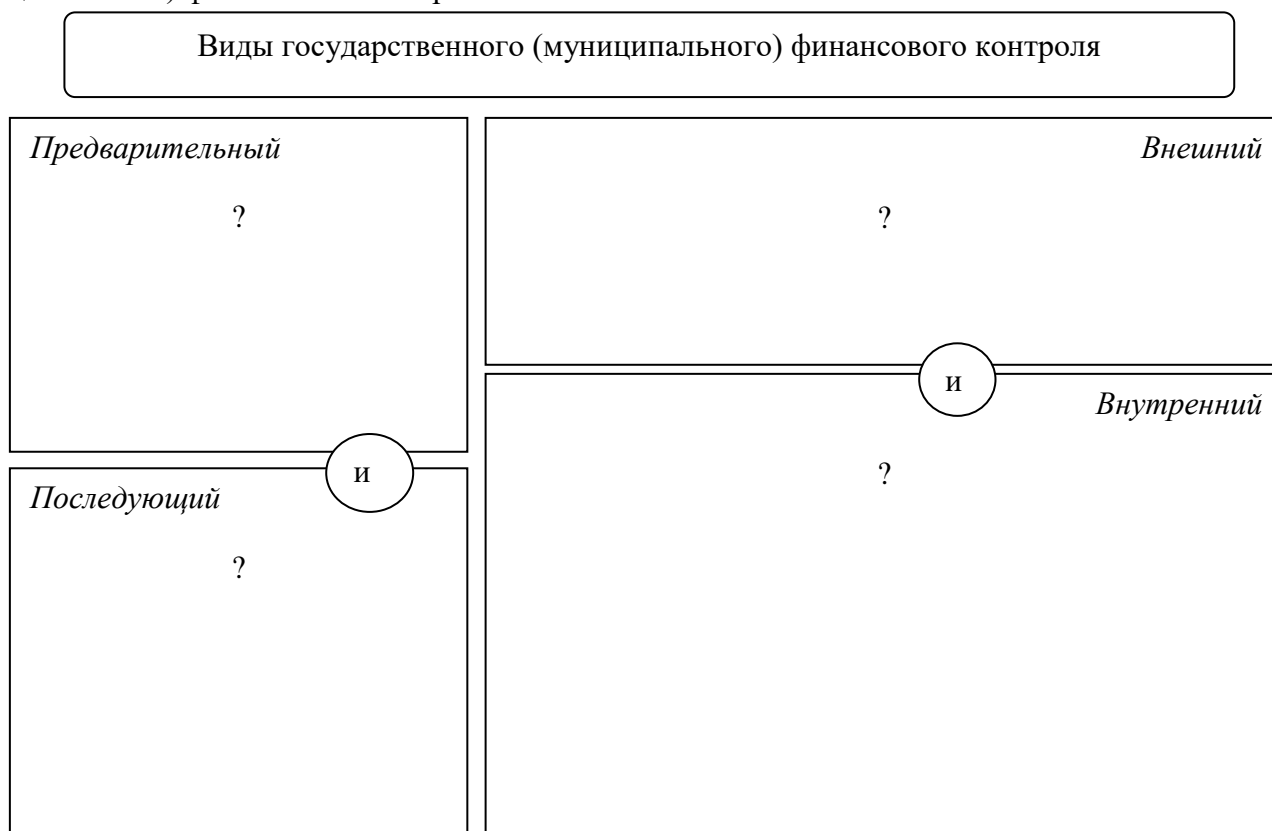 Виды государственного (муниципального) финансового контроля
Предварительный
?
Внешний
?
и
Последующий
?
и
Внутренний
?